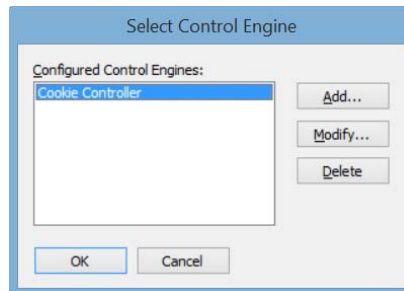 Select Control Engine
Configured Control Engines:
Cookie Controller
Add...
Modify...
Delete
OK
Cancel